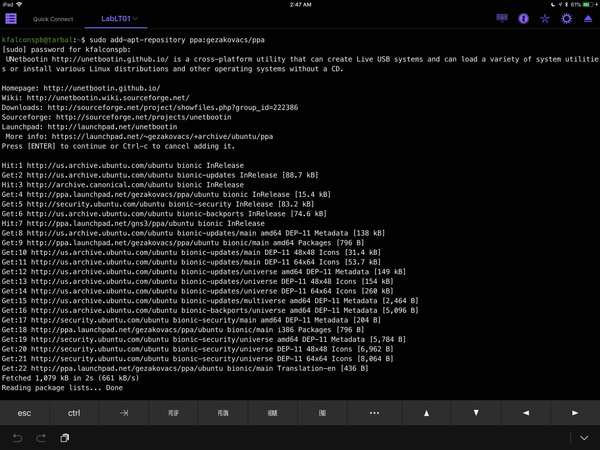 iPad
2:47 AM
61%
Quick Connect
LabLT01
kfalconspb@tarbal:~$ sudo add-apt-repository ppa:gezakovacs/ppa
[sudo] password for kfalconspb:
UNetbootin http://unetbootin.github.io/ is a cross-platform utility that can create Live USB systems and can load a variety of system utilitie
s or install various Linux distributions and other operating systems without a CD.
Homepage: http://unetbootin.github.io/
Wiki: http://unetbootin.wiki.sourceforge.net/
Downloads: http://sourceforge.net/project/showfiles.php?group_id=222386
Sourceforge: http://sourceforge.net/projects/unetbootin
Launchpad: http://launchpad.net/unetbootin
More info: https://launchpad.net/~gezakovacs/+archive/ubuntu/ppa
Press [ENTER] to continue or Ctrl-c to cancel adding it.
Hit:1 http://us.archive.ubuntu.com/ubuntu bionic InRelease
Get:2 http://us.archive.ubuntu.com/ubuntu bionic-updates InRelease [88.7 kB]
Hit:3 http://archive.canonical.com/ubuntu bionic InRelease
Get:4 http://ppa.launchpad.net/gezakovacs/ppa/ubuntu bionic InRelease [15.4 kB]
Get:5 http://security.ubuntu.com/ubuntu bionic-security InRelease [83.2 kB]
Get:6 http://us.archive.ubuntu.com/ubuntu bionic-backports InRelease [74.6 kB]
Hit:7 http://ppa.launchpad.net/gns3/ppa/ubuntu bionic InRelease
Get:8 http://us.archive.ubuntu.com/ubuntu bionic-updates/main amd64 DEP-11 Metadata [138 kB]
Get:9 http://ppa.launchpad.net/gezakovacs/ppa/ubuntu bionic/main amd64 Packages [796 B]
Get:10 http://us.archive.ubuntu.com/ubuntu bionic-updates/main DEP-11 48x48 Icons [31.4 kB]
Get:11 http://us.archive.ubuntu.com/ubuntu bionic-updates/main DEP-11 64x64 Icons [53.7 kB]
Get:12 http://us.archive.ubuntu.com/ubuntu bionic-updates/universe amd64 DEP-11 Metadata [149 kB]
Get:13 http://us.archive.ubuntu.com/ubuntu bionic-updates/universe DEP-11 48x48 Icons [154 kB]
Get:14 http://us.archive.ubuntu.com/ubuntu bionic-updates/universe DEP-11 64x64 Icons [260 kB]
Get:15 http://us.archive.ubuntu.com/ubuntu bionic-updates/multiverse amd64 DEP-11 Metadata [2,464 B]
Get:16 http://us.archive.ubuntu.com/ubuntu bionic-backports/universe amd64 DEP-11 Metadata [5,096 B]
Get:17 http://security.ubuntu.com/ubuntu bionic-security/main amd64 DEP-11 Metadata [204 B]
Get:18 http://ppa.launchpad.net/gezakovacs/ppa/ubuntu bionic/main i386 Packages [796 B]
Get:19 http://security.ubuntu.com/ubuntu bionic-security/universe amd64 DEP-11 Metadata [5,784 B]
Get:20 http://security.ubuntu.com/ubuntu bionic-security/universe DEP-11 48x48 Icons [6,962 B]
Get:21 http://security.ubuntu.com/ubuntu bionic-security/universe DEP-11 64x64 Icons [8,064 B]
Get:22 http://ppa.launchpad.net/gezakovacs/ppa/ubuntu bionic/main Translation-en [436 B]
Fetched 1,079 kB in 2s (661 kB/s)
Reading package lists... Done
esc ctrl PGUP PGDN HOME END •••